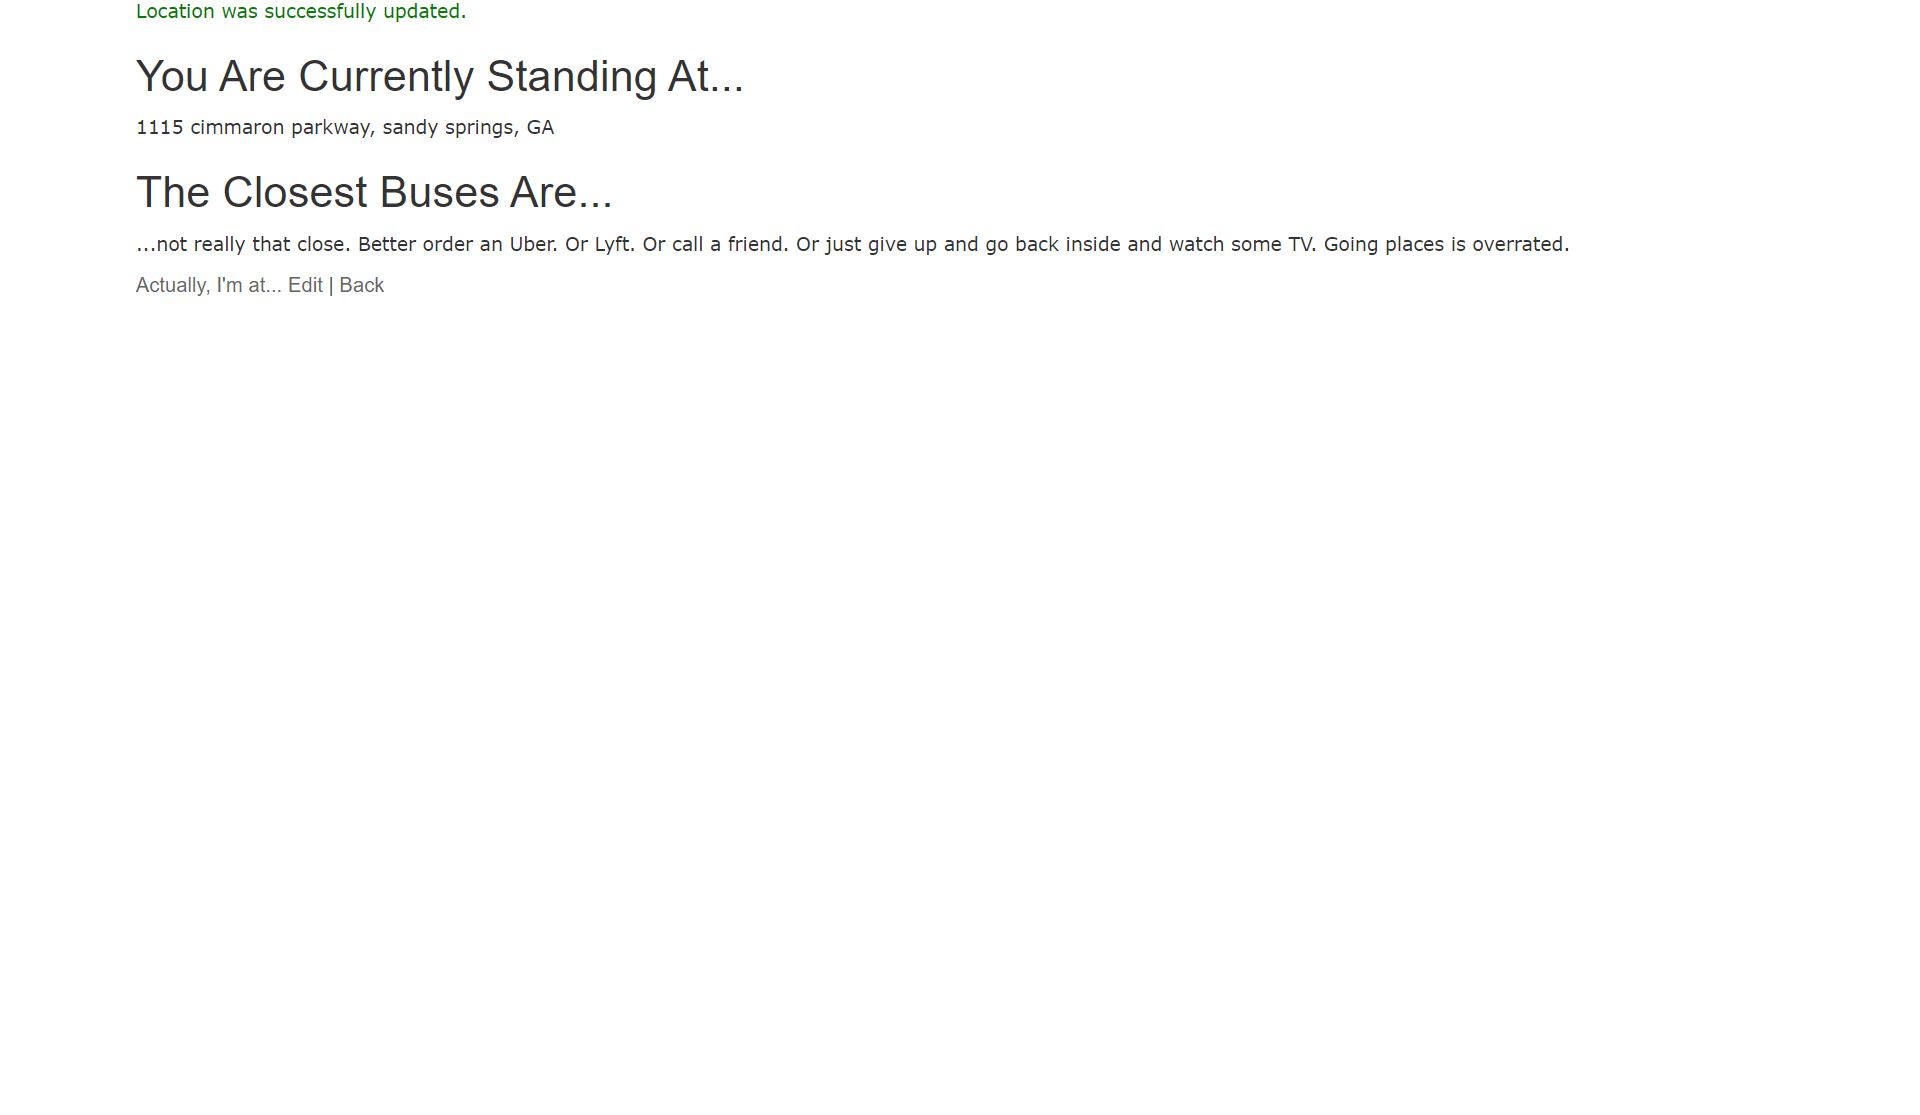 Location was successfully updated.
You Are Currently Standing At...
1115 cimmaron parkway, sandy springs, GA
The Closest Buses Are...
...not really that close. Better order an Uber. Or Lyft. Or call a friend. Or just give up and go back inside and watch some TV. Going places is overrated.
Actually, I'm at... Edit | Back